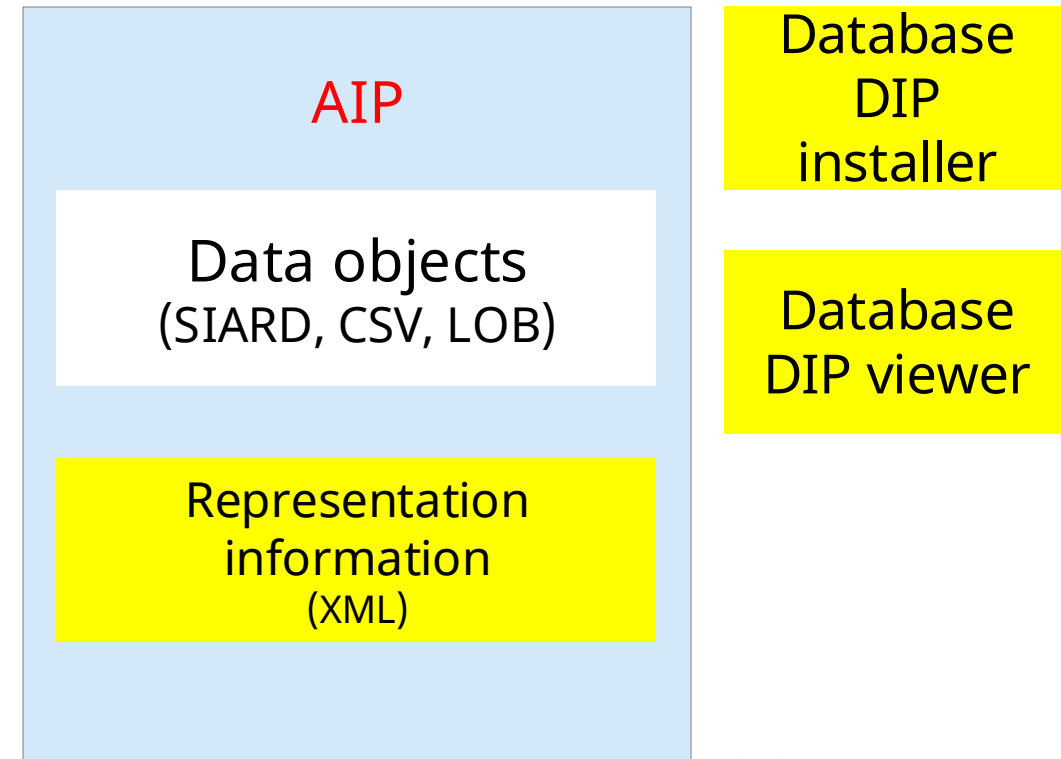 AIP
Data objects
(SIARD, CSV, LOB)
Representation
information
(XML)
Database
DIP
installer
Database
DIP viewer